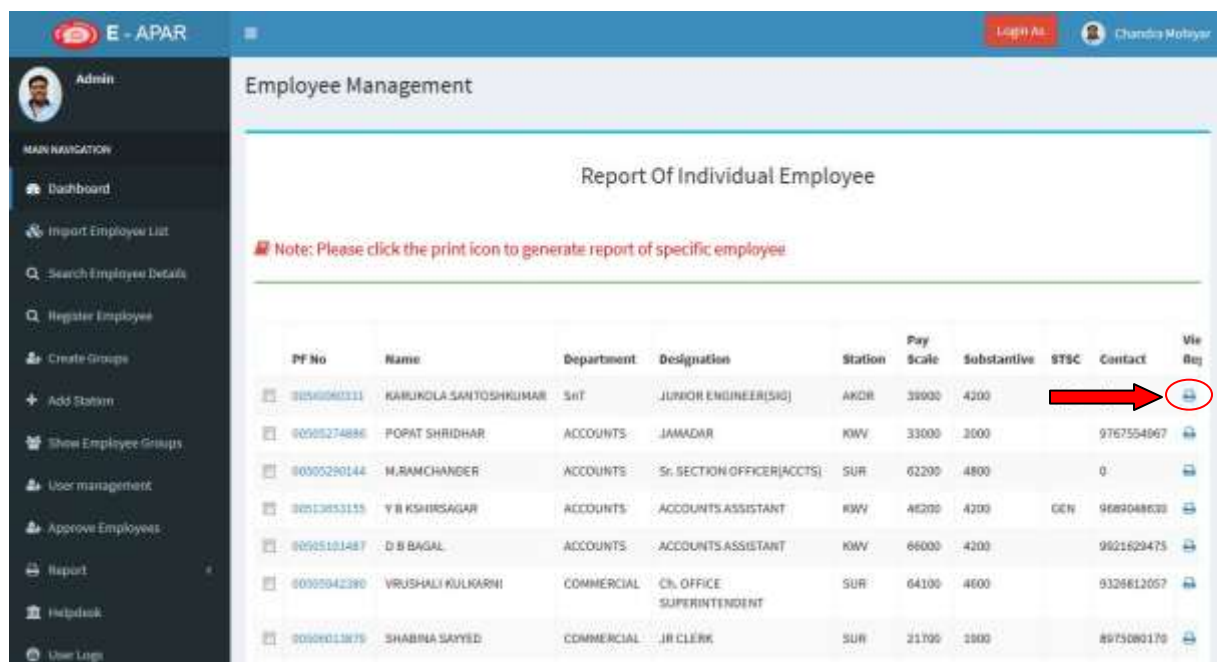 E - APAR
Login As
Chandra Mohiyar
Admin
Employee Management
MAIN NAVIGATION
Dashboard
Import Employee List
Search Employee Details
Register Employee
Create Groups
Add Station
Show Employee Groups
User management
Approve Employees
Report
Helpdesk
User Logs
Report Of Individual Employee
Note: Please click the print icon to generate report of specific employee
PF No Name Department Designation Station Pay Scale Substantive STSC Contact Vie Rep
KARUKOLA SANTOSHKUMAR SnT JUNIOR ENGINEER(SIG) AKOR 39900 4200
00505274886 POPAT SHRIDHAR ACCOUNTS JAMADAR KWV 33000 2000 9767554967
00505290144 M.RAMCHANDER ACCOUNTS Sr. SECTION OFFICER(ACCTS) SUR 62200 4800 0
Y B KSHIRSAGAR ACCOUNTS ACCOUNTS ASSISTANT KWV 46200 4200 GEN 9689048630
00505101487 D B BAGAL ACCOUNTS ACCOUNTS ASSISTANT KWV 66000 4200 9921629475
VRUSHALI KULKARNI COMMERCIAL Ch. OFFICE SUPERINTENDENT SUR 64100 4600 9326812057
SHABINA SAYYED COMMERCIAL JR CLERK SUR 21700 1900 8975080170